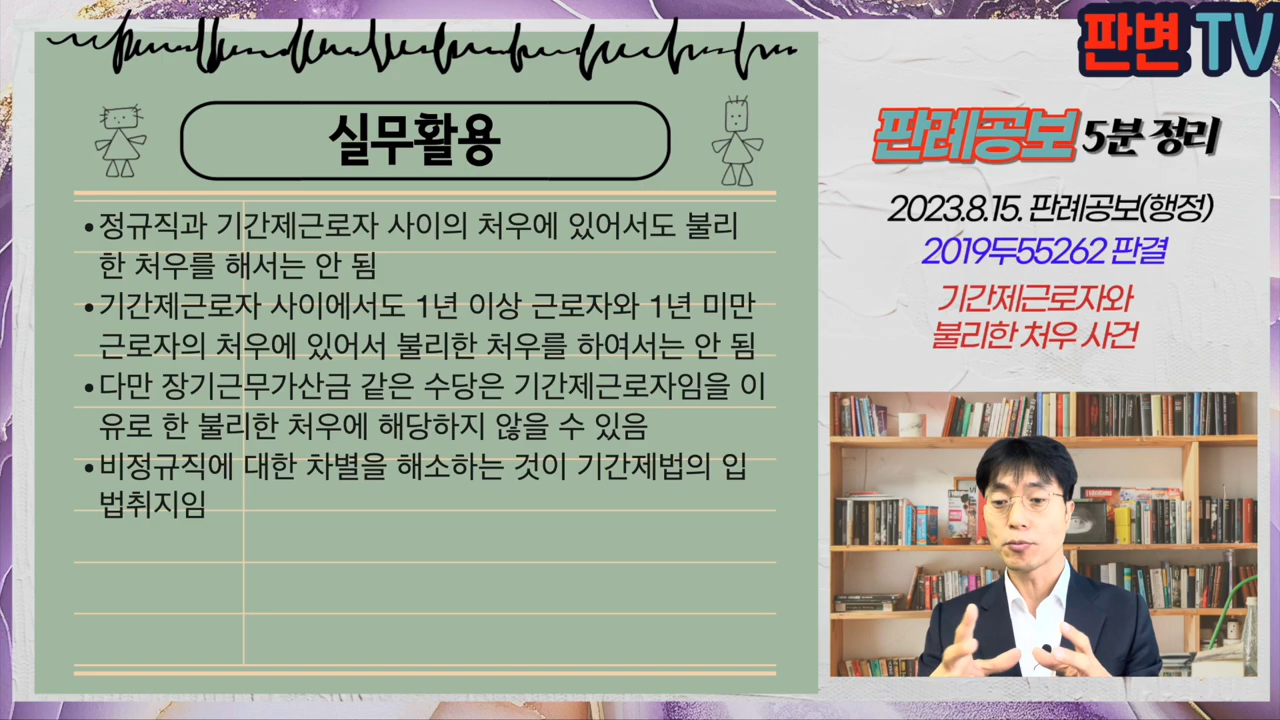 판변 TV
실무활용
•정규직과 기간제근로자 사이의 처우에 있어서도 불리
한 처우를 해서는 안 됨
•기간제근로자 사이에서도 1년 이상 근로자와 1년 미만
근로자의 처우에 있어서 불리한 처우를 하여서는 안 됨
•다만 장기근무가산금 같은 수당은 기간제근로자임을 이
유로 한 불리한 처우에 해당하지 않을 수 있음
•비정규직에 대한 차별을 해소하는 것이 기간제법의 입
법취지임
판례공보 5분 정리
2023.8.15. 판례공보(행정)
2019두55262 판결
기간제근로자와
불리한 처우 사건